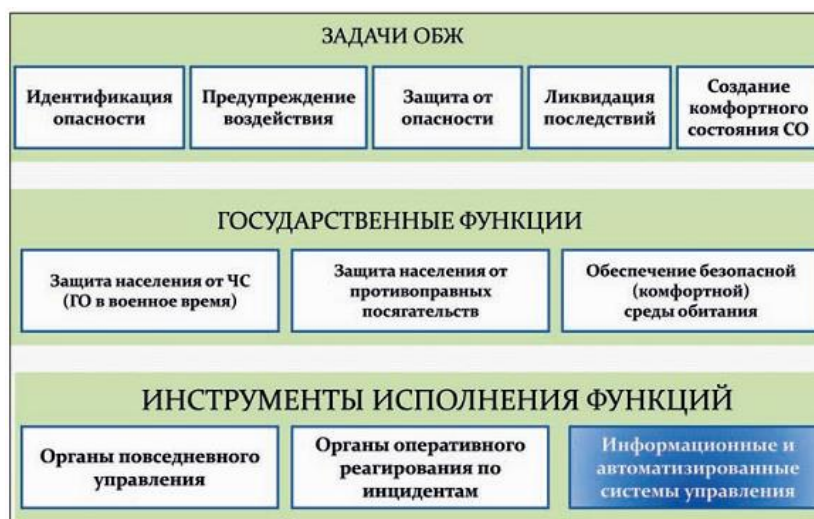 ЗАДАЧИ ОБЖ
Идентификация
опасности
Предупреждение
воздействия
Защита от
опасности
Ликвидация
последствий
Создание
комфортного
состояния СО
ГОСУДАРСТВЕННЫЕ ФУНКЦИИ
Защита населения от ЧС
(ГО в военное время)
Защита населения от
противоправных
посягательств
Обеспечение безопасной
(комфортной)
среды обитания
ИНСТРУМЕНТЫ ИСПОЛНЕНИЯ ФУНКЦИЙ
Органы повседневного
управления
Органы оперативного
реагирования по
инцидентам
Информационные и
автоматизированные
системы управления